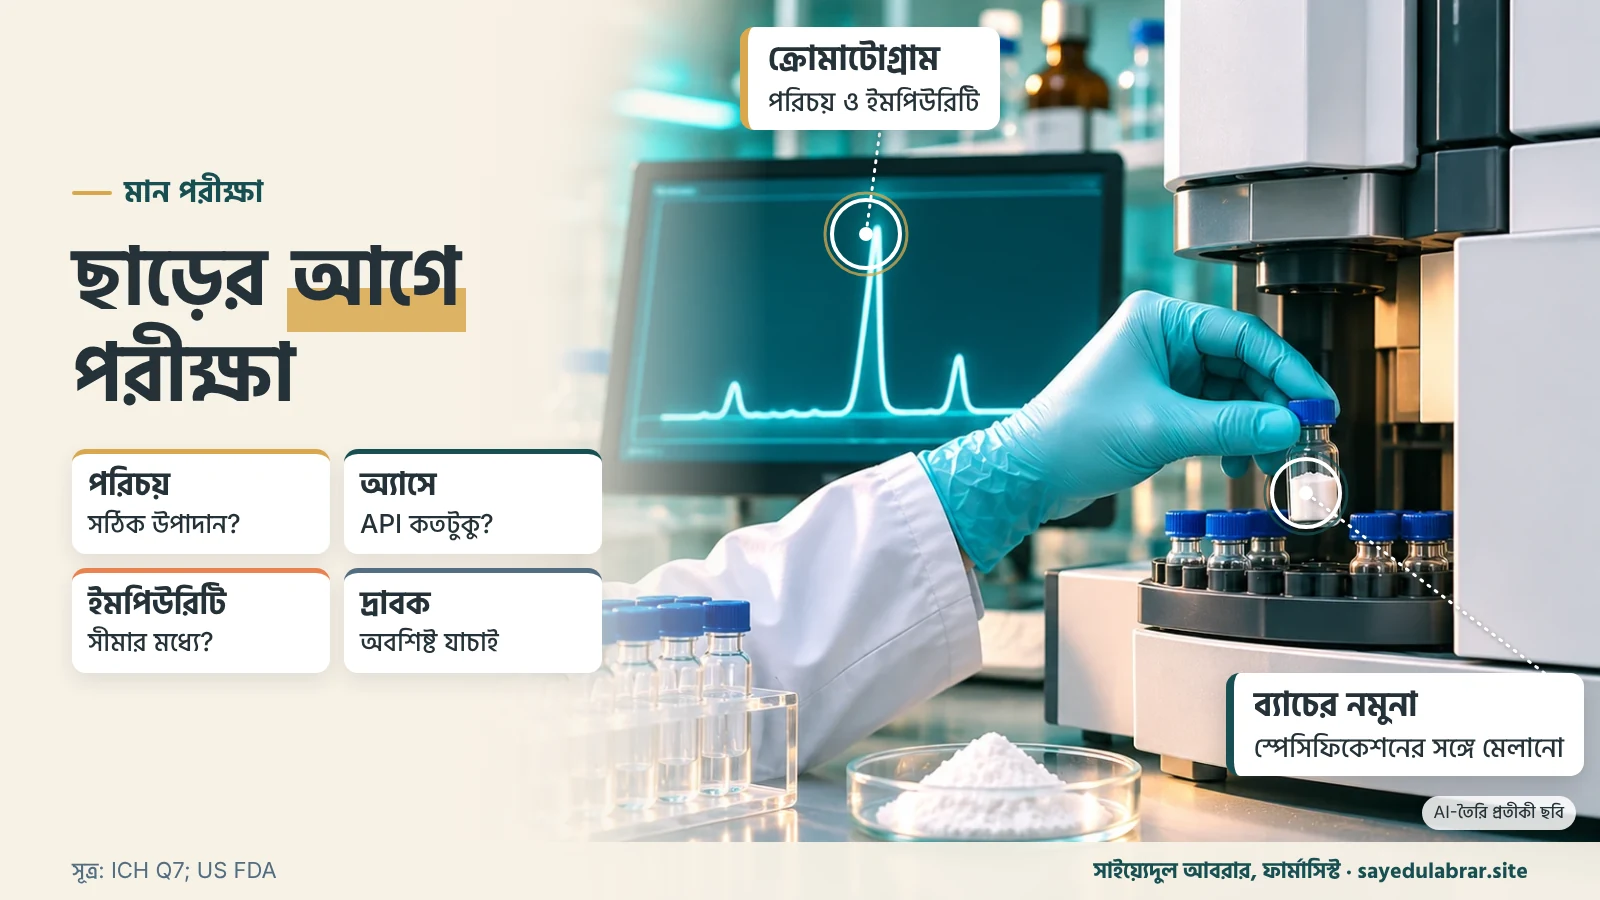 ক্রোমাটোগ্রাম
পরিচয় ও ইমপিউরিটি
মান পরীক্ষা
ছাড়ের আগে
পরীক্ষা
পরিচয়
সঠিক উপাদান?
অ্যাসে
API কতটুকু?
ইমপিউরিটি
সীমার মধ্যে?
দ্রাবক
অবশিষ্ট যাচাই
ব্যাচের নমুনা
স্পেসিফিকেশনের সঙ্গে মেলানো
AI-তৈরি প্রতীকী ছবি
সূত্র: ICH Q7; US FDA
সাইয়্যেদুল আবরার, ফার্মাসিস্ট · sayedulabrar.site